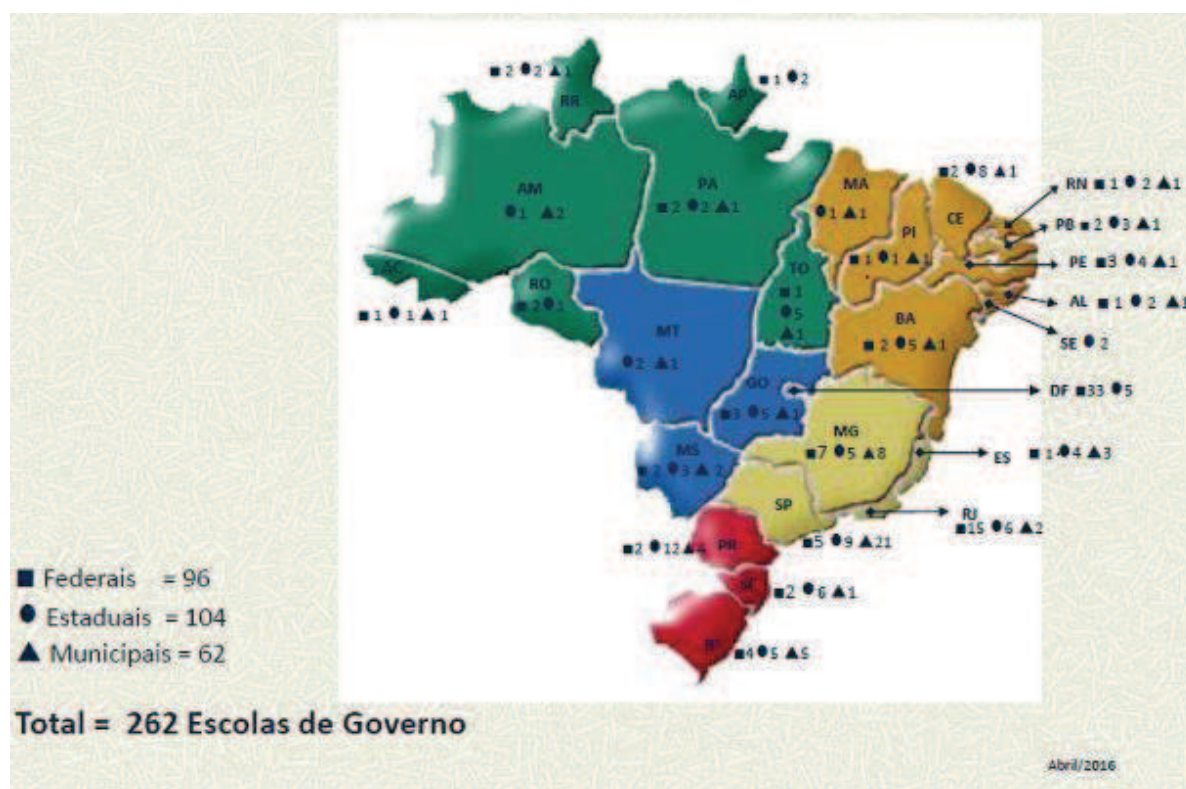 ■ 2 ● 2 ▲ 1
RR
AP
■ 1 ● 2
AM
● 1 ▲ 2
PA
■ 2 ● 2 ▲ 1
MA
● 1 ▲ 1
■ 2 ● 8 ▲ 1
CE
PI
■ 1 ● 1 ▲ 1
RN ■ 1 ● 2 ▲ 1
PB ■ 2 ● 3 ▲ 1
PE ■ 3 ● 4 ▲ 1
AL ■ 1 ● 2 ▲ 1
SE ● 2
AC
■ 1 ● 1 ▲ 1
RO
■ 2 ● 1
TO
■ 1
● 5
▲ 1
BA
■ 2 ● 5 ▲ 1
MT
● 2 ▲ 1
GO
■ 3 ● 5 ▲ 1
DF ■ 33 ● 5
MG
■ 7 ● 5 ▲ 8
ES ■ 1 ● 4 ▲ 3
MS
■ 2 ● 3 ▲ 2
SP
■ 5 ● 9 ▲ 21
RJ
■ 15 ● 6 ▲ 2
■ 2 ● 12 ▲ 4 PR
SC
■ 2 ● 6 ▲ 1
■ 4 ● 5 ▲ 5
■ Federais = 96
● Estaduais = 104
▲ Municipais = 62
Total = 262 Escolas de Governo
Abril/2016